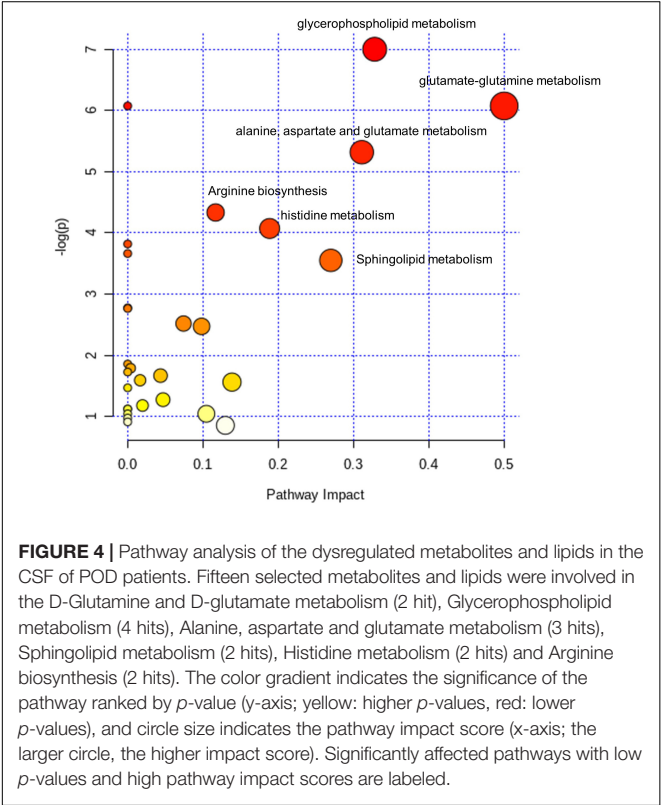 glycerophospholipid metabolism
7
glutamate-glutamine metabolism
6
alanine, aspartate and glutamate metabolism
5
Arginine biosynthesis
histidine metabolism
4
-log(p)
Sphingolipid metabolism
3
2
1
0.0 0.1 0.2 0.3 0.4 0.5
Pathway Impact
FIGURE 4 | Pathway analysis of the dysregulated metabolites and lipids in the
CSF of POD patients. Fifteen selected metabolites and lipids were involved in
the D-Glutamine and D-glutamate metabolism (2 hit), Glycerophospholipid
metabolism (4 hits), Alanine, aspartate and glutamate metabolism (3 hits),
Sphingolipid metabolism (2 hits), Histidine metabolism (2 hits) and Arginine
biosynthesis (2 hits). The color gradient indicates the significance of the
pathway ranked by p-value (y-axis; yellow: higher p-values, red: lower
p-values), and circle size indicates the pathway impact score (x-axis; the
larger circle, the higher impact score). Significantly affected pathways with low
p-values and high pathway impact scores are labeled.